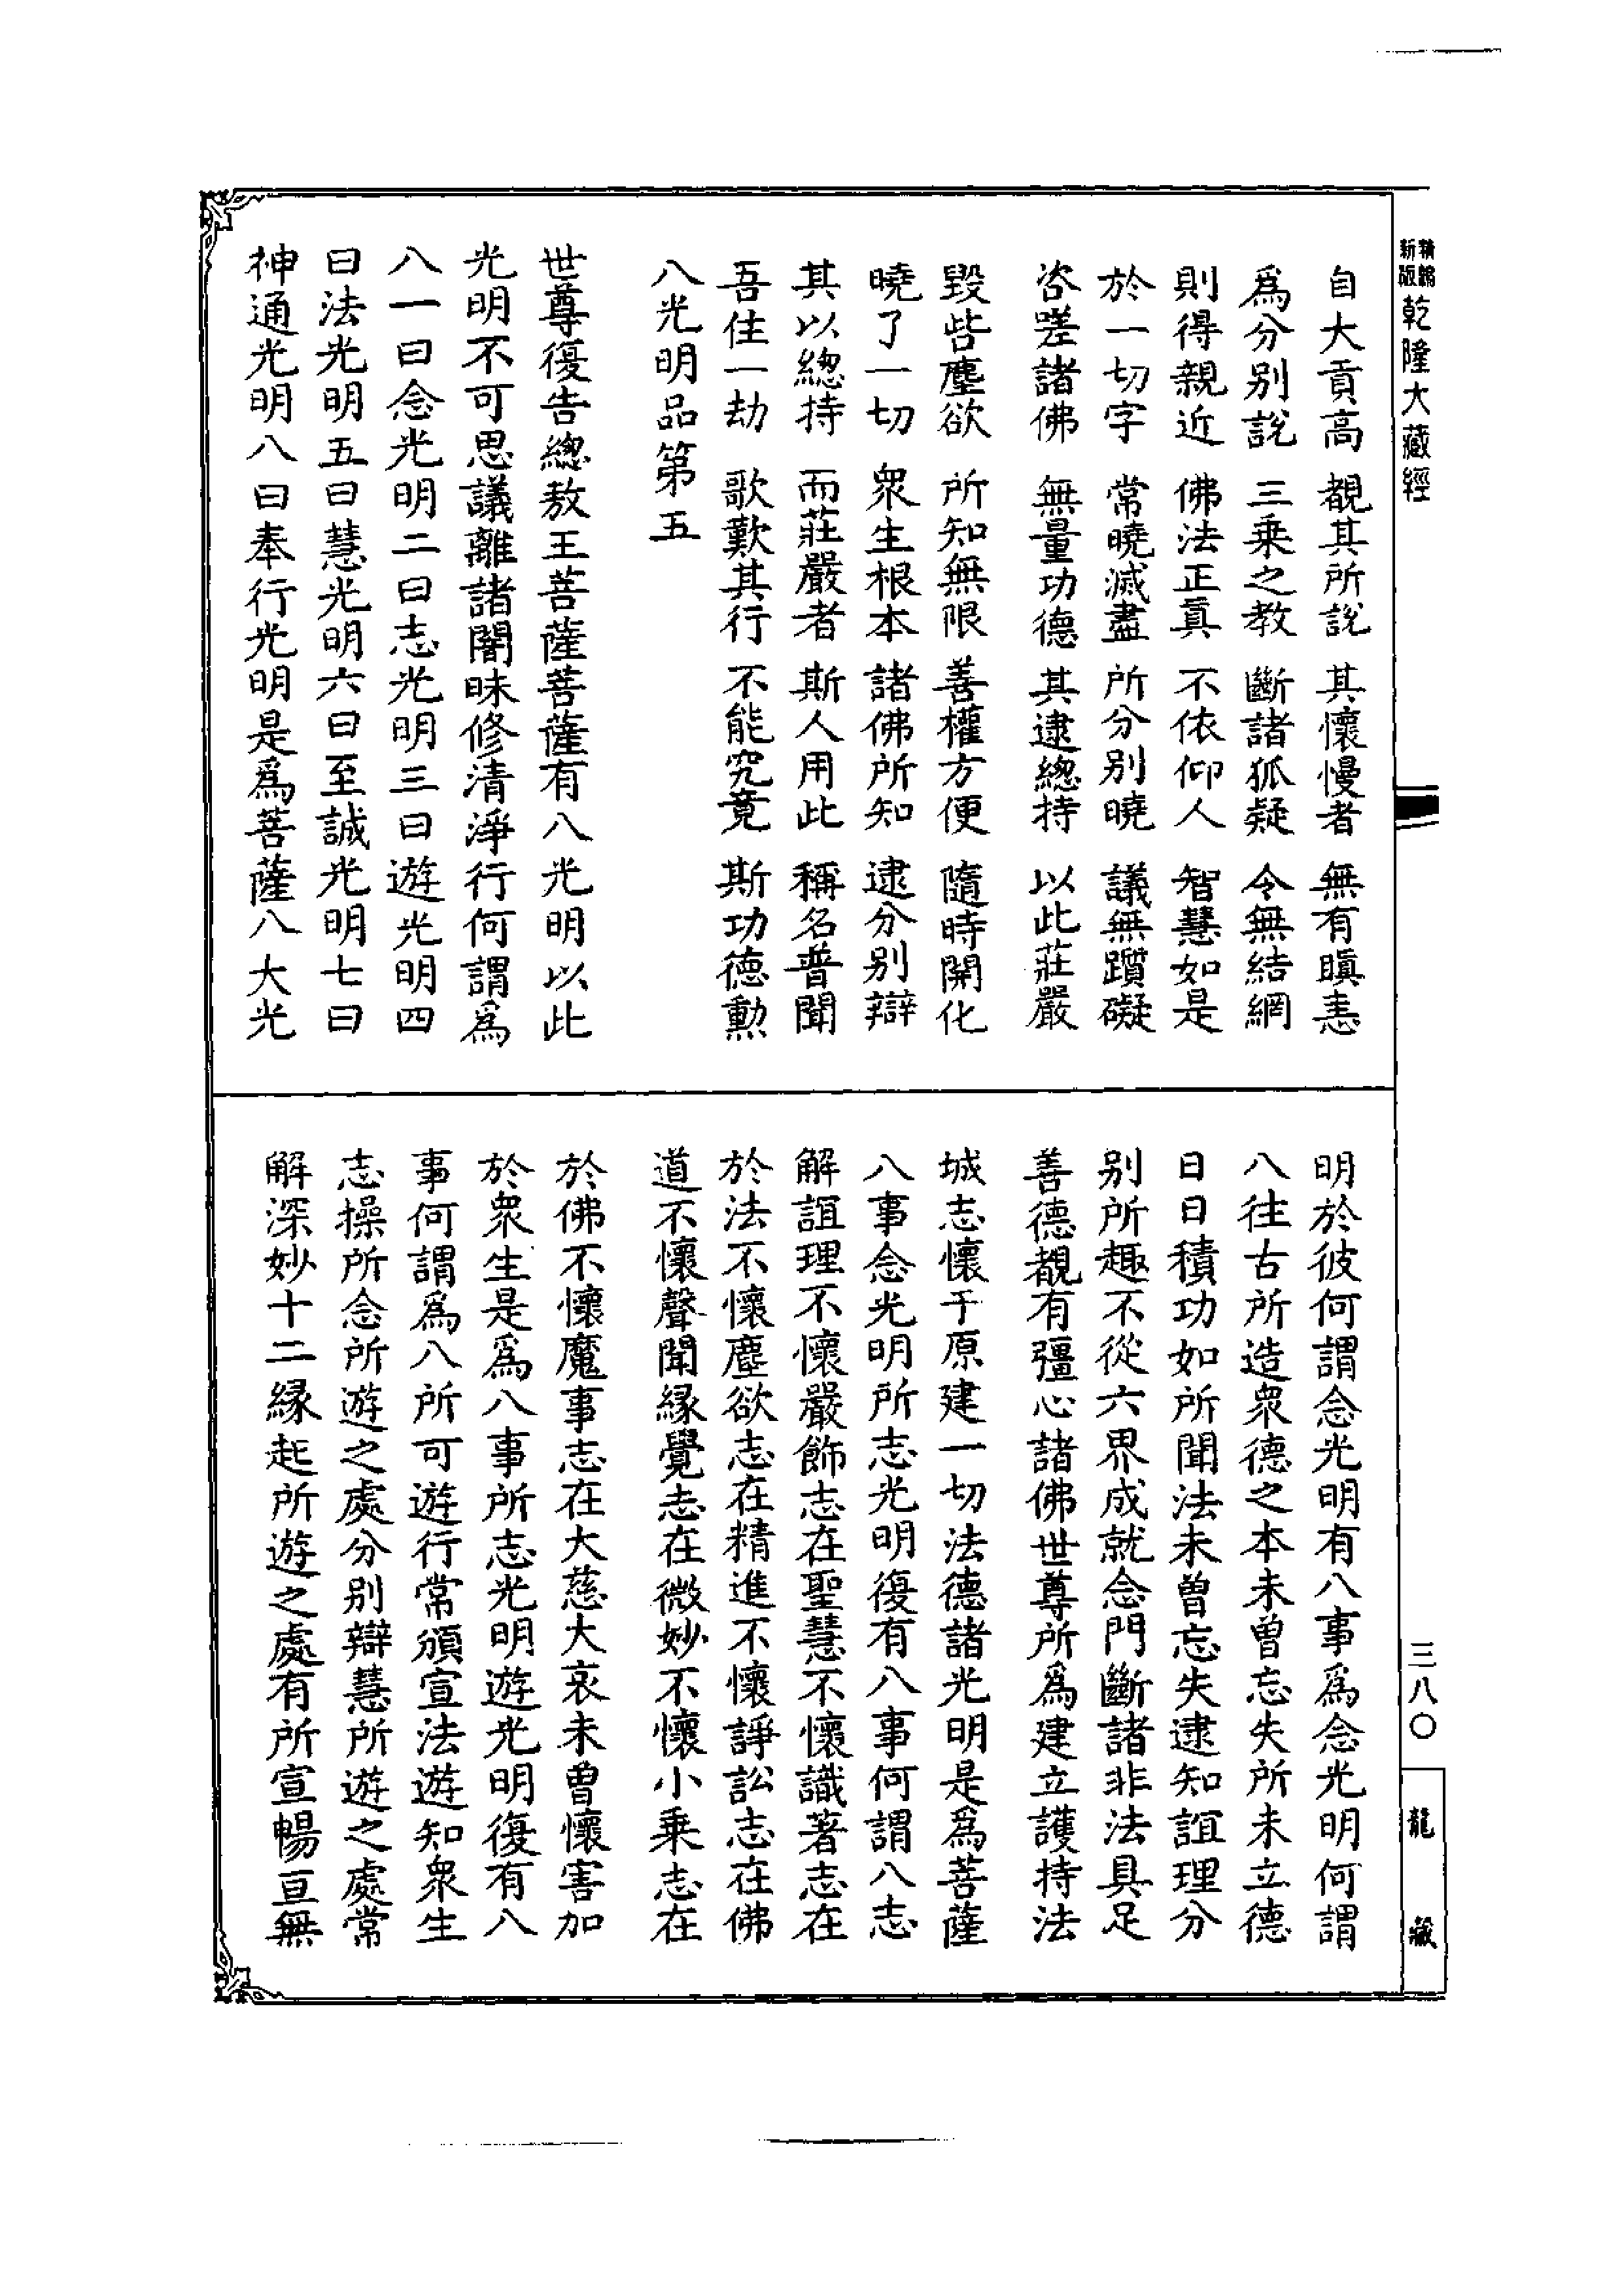 精編新版乾隆大藏經
三八〇
龍藏
自大貢高　覩其所說　其懷慢者　無有瞋恚
爲分别説　三乘之教　斷諸狐疑　令無結網
則得親近　佛法正真　不依仰人　智慧如是
於一切字　常曉滅盡　所分别曉　議無躓礙
咨嗟諸佛　無量功德　其逮總持　以此莊嚴
毀呰塵欲　所知無限　善權方便　隨時開化
曉了一切　衆生根本　諸佛所知　逮分别辯
其以總持　而莊嚴者　斯人用此　稱名普聞
吾住一劫　歌歎其行　不能究竟　斯功德勳
八光明品第五
世尊復告總敖王菩薩菩薩有八光明以此
光明不可思議離諸闇昧修清淨行何謂爲
八一曰念光明二曰志光明三曰遊光明四
曰法光明五曰慧光明六曰至誠光明七曰
神通光明八曰奉行光明是爲菩薩八大光
明於彼何謂念光明有八事爲念光明何謂
八往古所造衆德之本未曾忘失所未立德
日日積功如所聞法未曾忘失逮知誼理分
别所趣不從六界成就念門斷諸非法具足
善德覩有彊心諸佛世尊所爲建立護持法
城志懷于原建一切法德諸光明是爲菩薩
八事念光明所志光明復有八事何謂八志
解誼理不懷嚴飾志在聖慧不懷識著志在
於法不懷塵欲志在精進不懷諍訟志在佛
道不懷聲聞緣覺志在微妙不懷小乘志在
於佛不懷魔事志在大慈大哀未曾懷害加
於衆生是爲八事所志光明遊光明復有八
事何謂爲八所可遊行常頒宣法遊知衆生
志操所念所遊之處分别辯慧所遊之處常
解深妙十二緣起所遊之處有所宣暢亘無